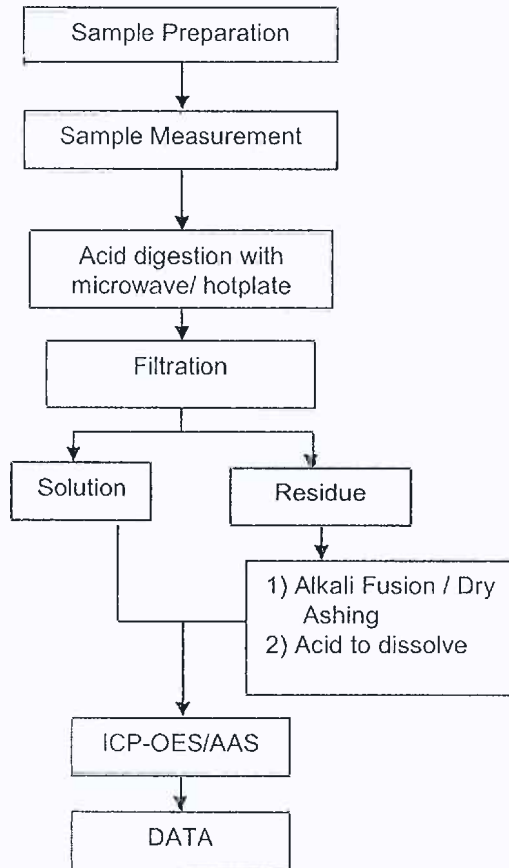 Sample Preparation
Sample Measurement
Acid digestion with
microwave/ hotplate
Filtration
Solution
Residue
1) Alkali Fusion / Dry
Ashing
2) Acid to dissolve
ICP-OES/AAS
DATA